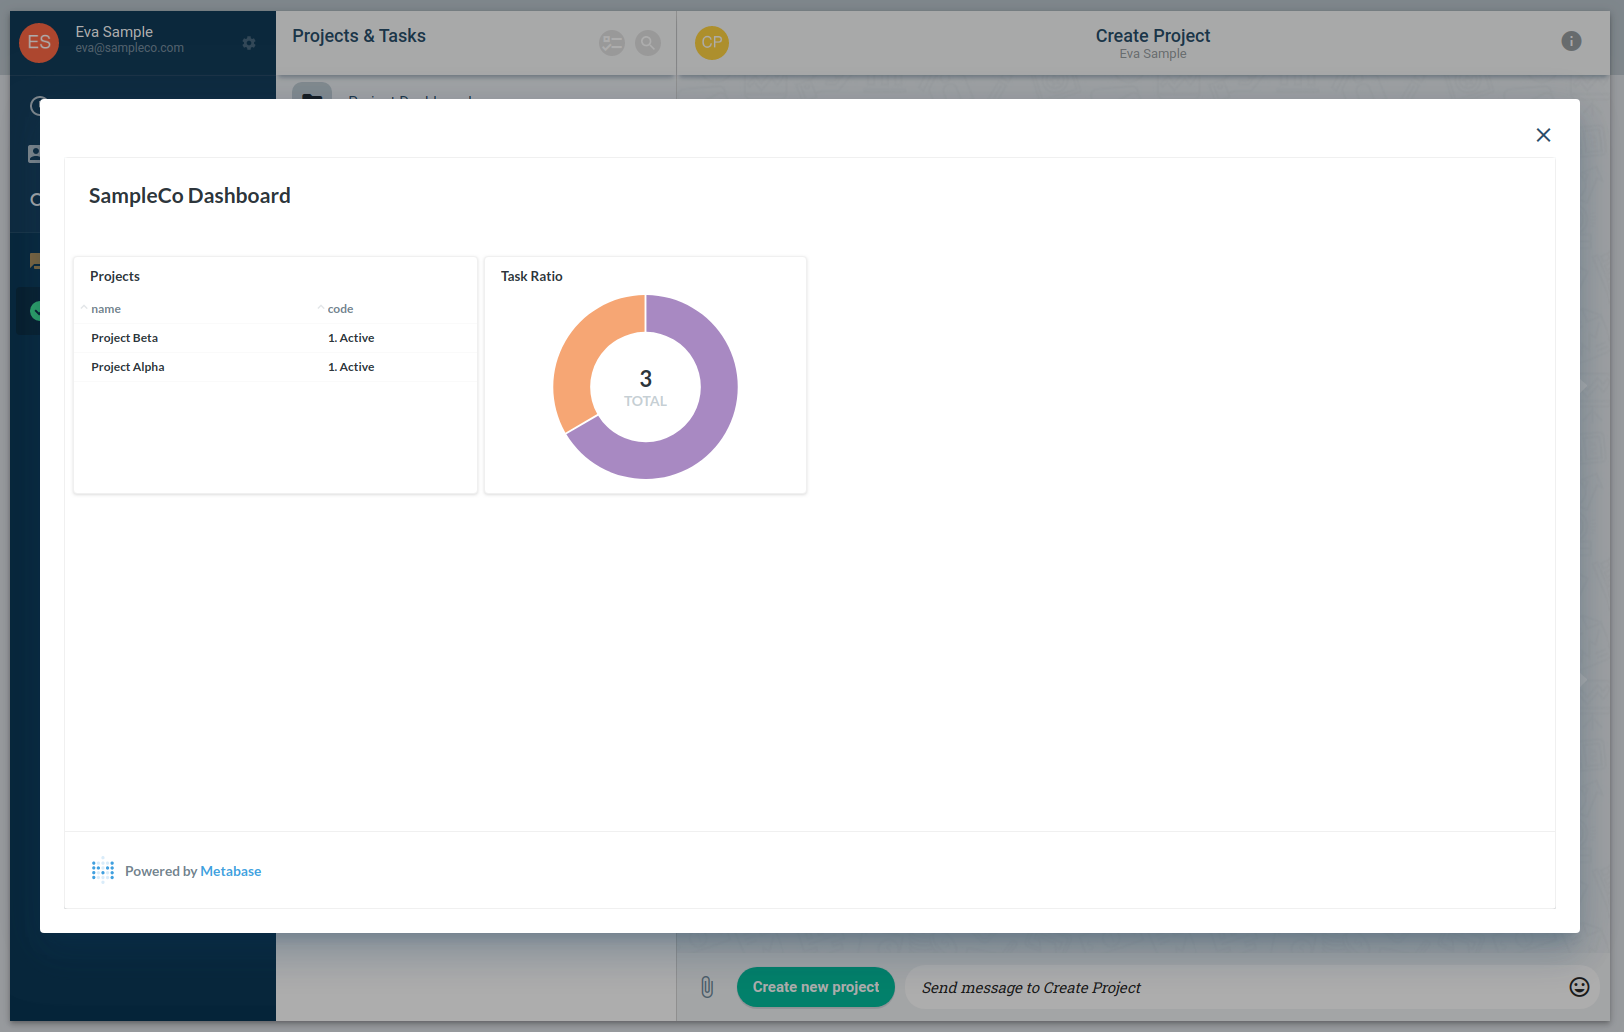 ES
Eva Sample
eva@sampleco.com
Projects & Tasks
CP
Create Project
Eva Sample
Project Dashboard
SampleCo Dashboard
Projects
name code
Project Beta 1. Active
Project Alpha 1. Active
Task Ratio
3
TOTAL
Powered by Metabase
Create new project
Send message to Create Project